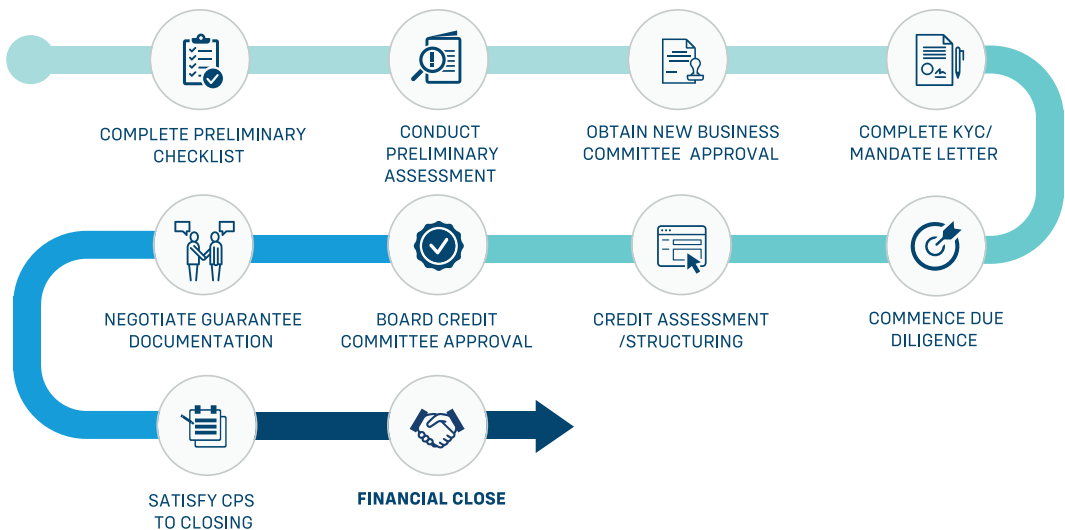 COMPLETE PRELIMINARY
CHECKLIST
CONDUCT
PRELIMINARY
ASSESSMENT
OBTAIN NEW BUSINESS
COMMITTEE APPROVAL
COMPLETE KYC/
MANDATE LETTER
COMMENCE DUE
DILIGENCE
CREDIT ASSESSMENT
/STRUCTURING
BOARD CREDIT
COMMITTEE APPROVAL
NEGOTIATE GUARANTEE
DOCUMENTATION
SATISFY CPS
TO CLOSING
FINANCIAL CLOSE